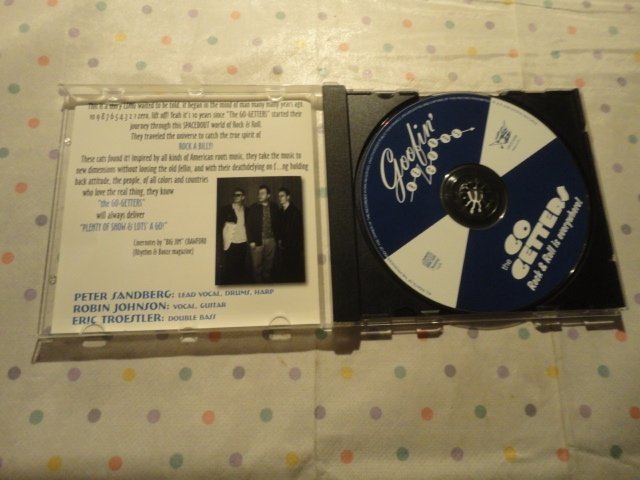 This is a story LONG waited to be told. It began in the mind of man many many years ago.
10 9 8 7 6 5 4 3 2 1 zero, lift off! Yeah it's 10 years since "The GO-GETTERS" started their
journey through this SPACEBOUT world of Rock & Roll.
They traveled the universe to catch the true spirit of
ROCK A BILLY!
These cats found it! Inspired by all kinds of American roots music, they take the music to
new dimensions without loosing the old feelin, and with their deathdefying on holding
back attitude, the people, of all colors and countries
who love the real thing, they know
"the GO-GETTERS"
will always deliver
"PLENTY OF SHOW & LOTS' A GO!"
Coverwrites by "BIG JIM" CRAWFORD
(Rhythm & Booze magazine)
PETER SANDBERG: LEAD VOCAL, DRUMS, HARP
ROBIN JOHNSON: VOCAL, GUITAR
ERIC TROESTLER: DOUBLE BASS
Goofin'
RECORDS
the
GO
GETTERS
Rock & Roll is everywhere!